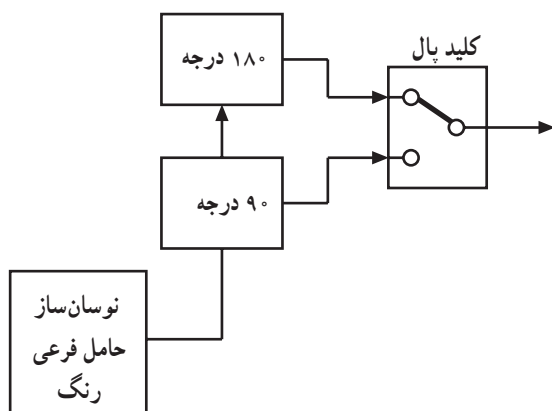 کلید پال
۱۸۰ درجه
۹۰ درجه
نوسان‌ساز
حامل فرعی
رنگ